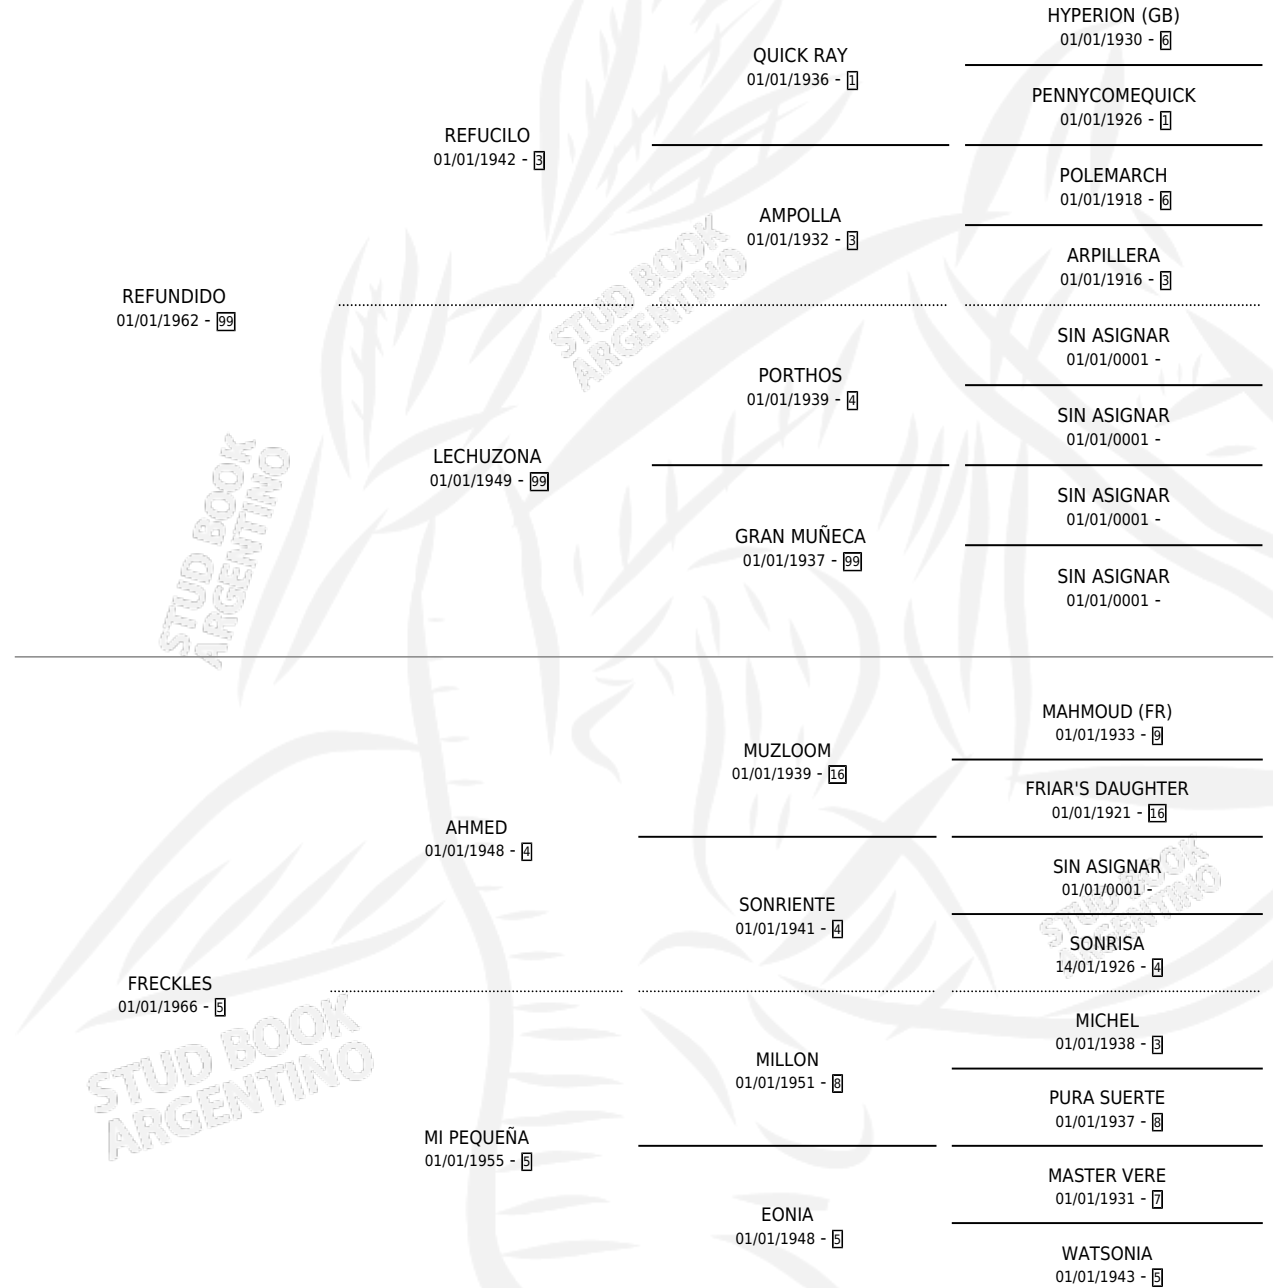 HYPERION (GB)
01/01/1930 - 6
QUICK RAY
01/01/1936 - 1
PENNYCOMEQUICK
01/01/1926 - 1
REFUCILO
01/01/1942 - 3
POLEMARCH
01/01/1918 - 6
AMPOLLA
01/01/1932 - 3
ARPILLERA
01/01/1916 - 3
STUD BOOK
ARGENTINO
REFUNDIDO
01/01/1962 - 99
SIN ASIGNAR
01/01/0001 -
PORTHOS
01/01/1939 - 4
SIN ASIGNAR
01/01/0001 -
LECHUZONA
01/01/1949 - 99
SIN ASIGNAR
01/01/0001 -
GRAN MUÑECA
01/01/1937 - 99
SIN ASIGNAR
01/01/0001 -
STUD BOOK
ARGENTINO
MAHMOUD (FR)
01/01/1933 - 9
MUZLOOM
01/01/1939 - 16
FRIAR'S DAUGHTER
01/01/1921 - 16
AHMED
01/01/1948 - 4
SIN ASIGNAR
01/01/0001 -
SONRIENTE
01/01/1941 - 4
STUD BOOK
ARGENTINO
SONRISA
14/01/1926 - 4
FRECKLES
01/01/1966 - 5
MICHEL
01/01/1938 - 3
STUD BOOK
ARGENTINO
MILLON
01/01/1951 - 8
PURA SUERTE
01/01/1937 - 8
MI PEQUEÑA
01/01/1955 - 5
MASTER VERE
01/01/1931 - 7
EONIA
01/01/1948 - 5
WATSONIA
01/01/1943 - 5